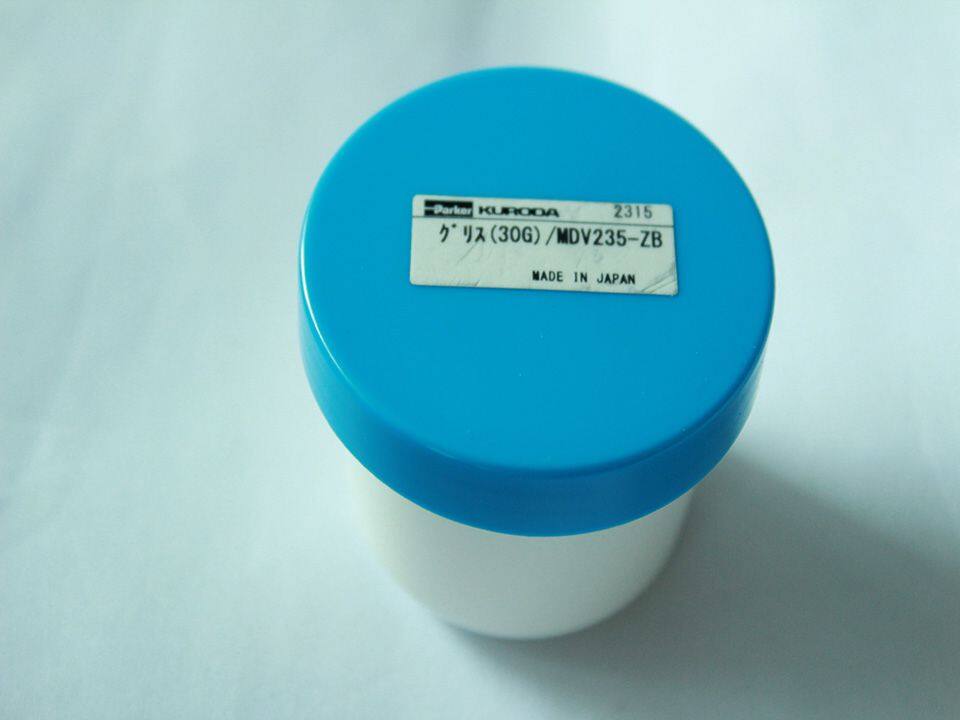 Parker KURODA 2315
グリス(30G)/MDV235-ZB
MADE IN JAPAN